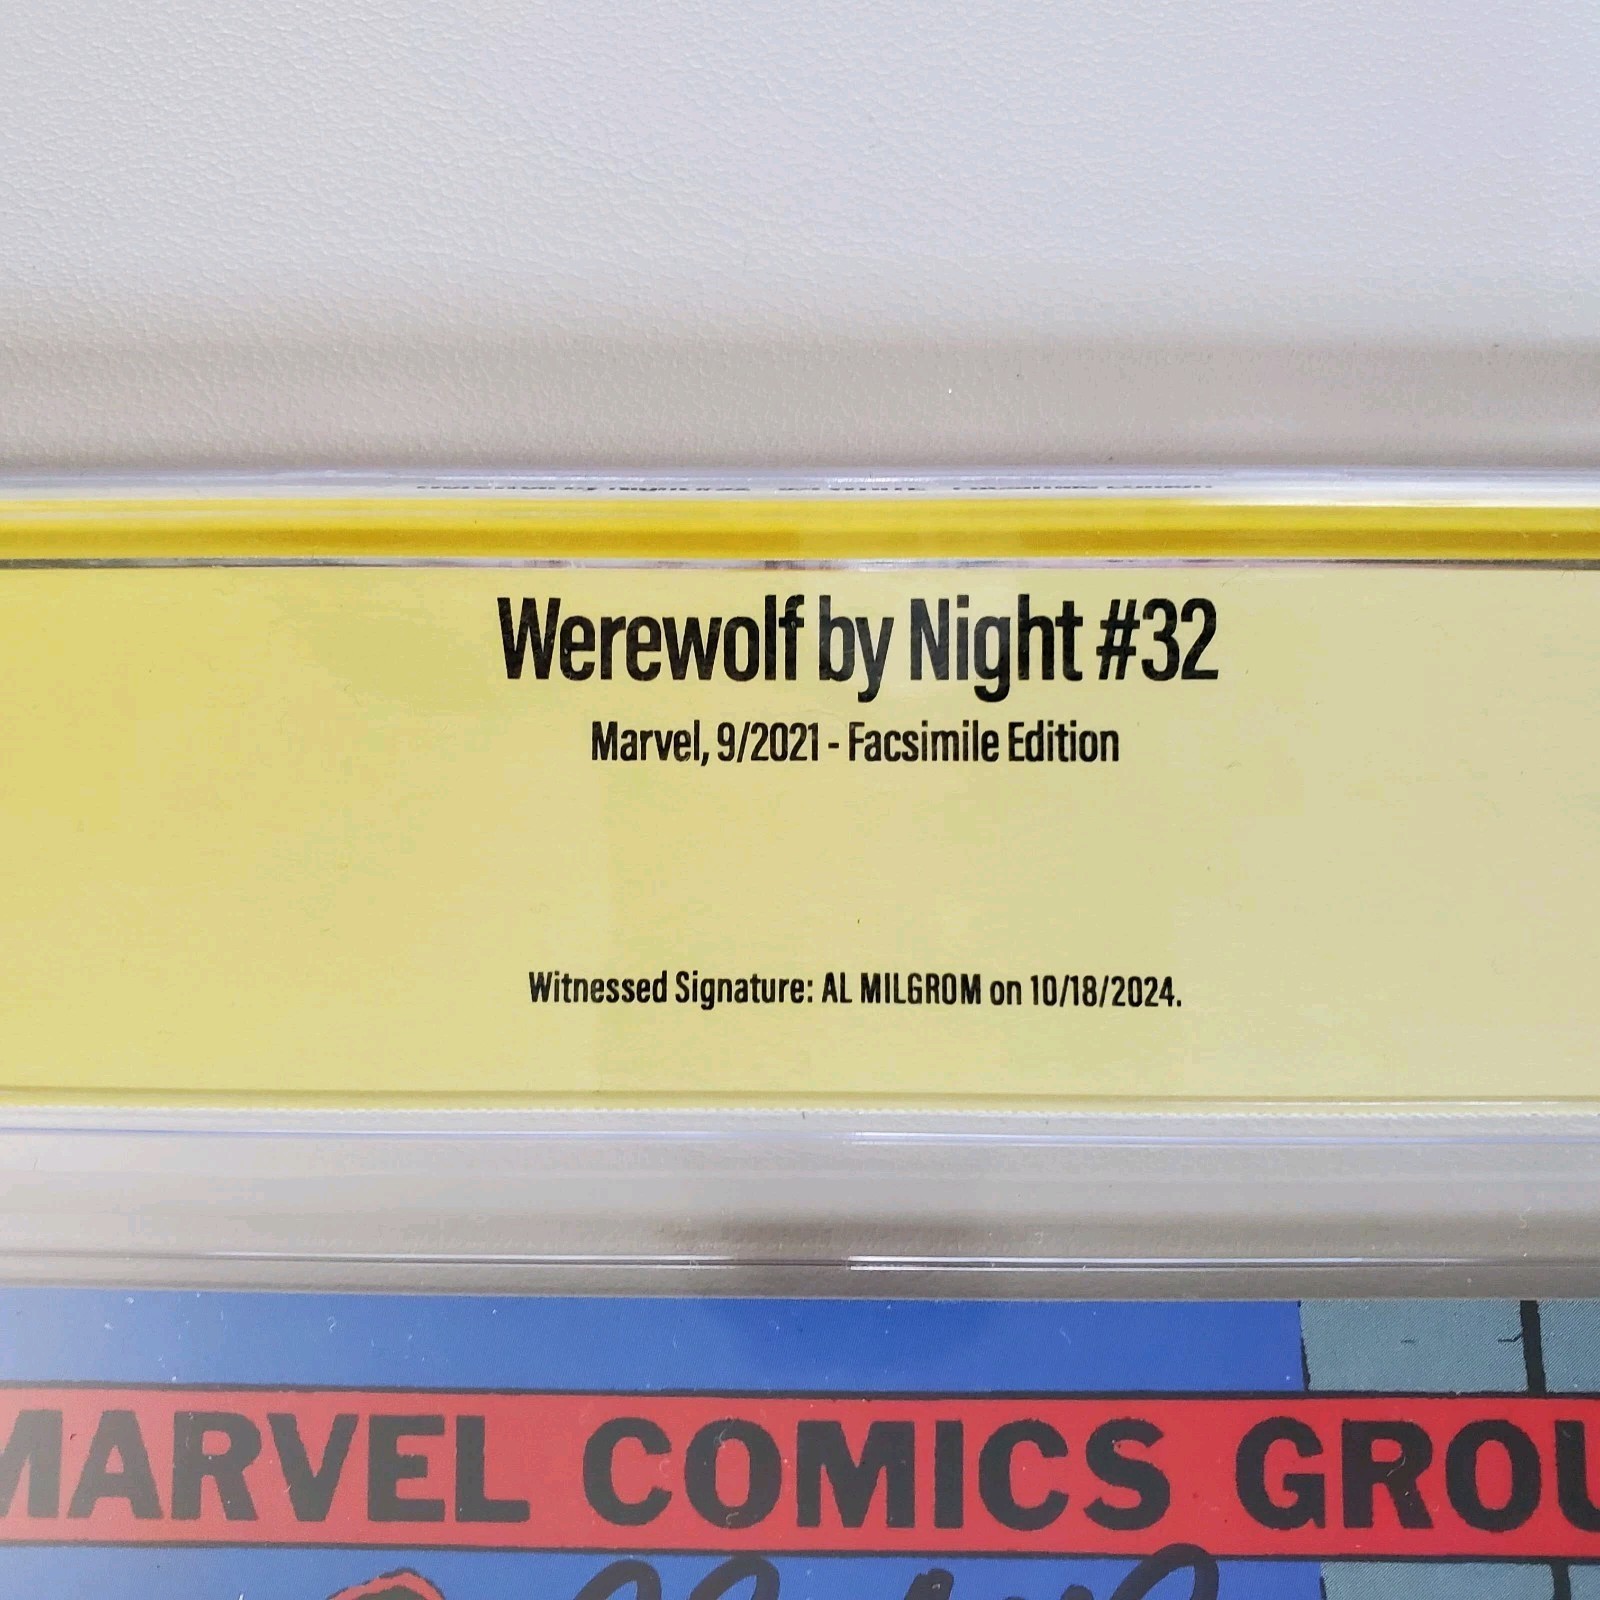 Werewolf by Night #32
Marvel, 9/2021 - Facsimile Edition
Witnessed Signature: AL MILGROM on 10/18/2024.
MARVEL COMICS GROU